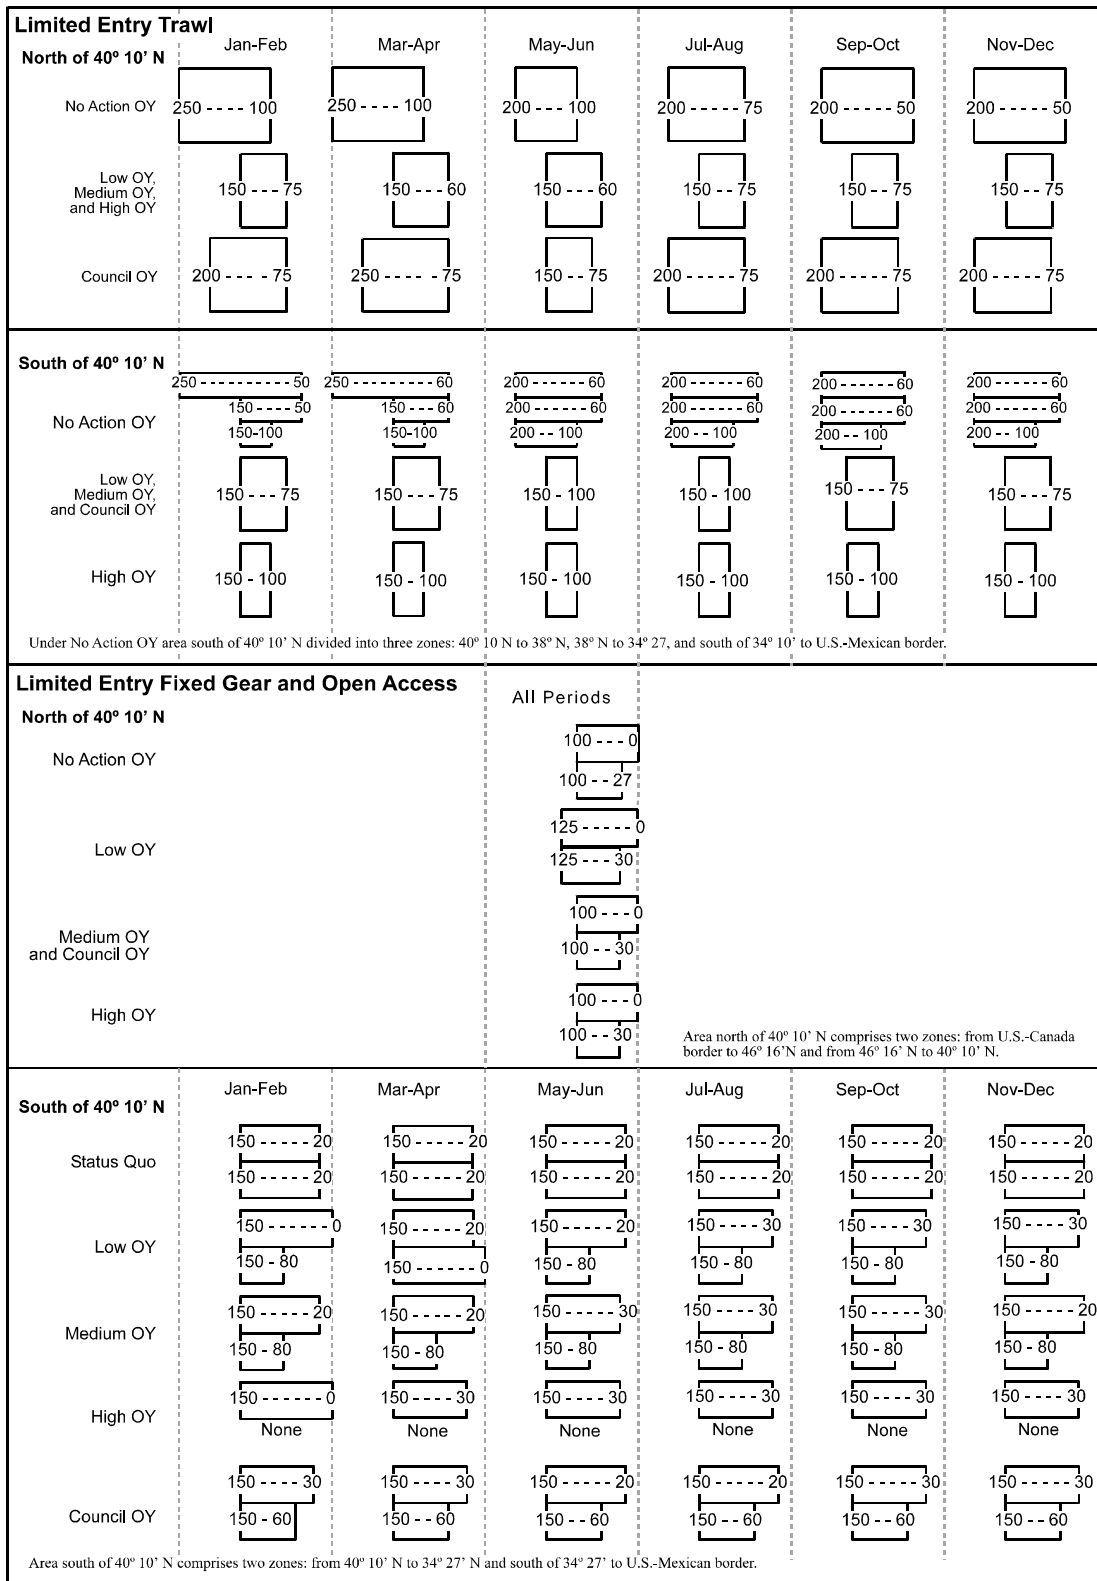 Limited Entry Trawl
Jan-Feb Mar-Apr May-Jun Jul-Aug Sep-Oct Nov-Dec
North of 40º 10’ N
No Action OY 250 - - - - 100 250 - - - - 100 200 - - - 100 200 - - - - 75 200 - - - - - 50 200 - - - - - 50
Low OY,
Medium OY, 150 - - - 75 150 - - - 60 150 - - - 60 150 - - 75 150 - - 75 150 - - 75
and High OY
Council OY 200 - - - - 75 250 - - - - - 75 150 - - 75 200 - - - - 75 200 - - - - 75 200 - - - - 75
South of 40º 10’ N
250 - - - - - - - - - 50 250 - - - - - - - - 60 200 - - - - - - 60 200 - - - - - - 60 200 - - - - - - 60 200 - - - - - - 60
150 - - - - 50 150 - - - 60 200 - - - - - - 60 200 - - - - - - 60 200 - - - - - - 60 200 - - - - - - 60
No Action OY
150-100 150-100 200 - - - 100 200 - - 100 200 - - 100 200 - - 100
Low OY,
Medium OY, 150 - - - 75 150 - - - 75 150 - 100 150 - 100 150 - - - 75 150 - - - 75
and Council OY
High OY 150 - 100 150 - 100 150 - 100 150 - 100 150 - 100 150 - 100
Under No Action OY area south of 40º 10’ N divided into three zones: 40º 10 N to 38º N, 38º N to 34º 27, and south of 34º 10’ to U.S.-Mexican border.
Limited Entry Fixed Gear and Open Access
All Periods
North of 40º 10’ N
100 - - - 0
No Action OY
100 - - 27
125 - - - - - 0
Low OY
125 - - - 30
100 - - - 0
Medium OY
and Council OY
100 - - 30
100 - - - 0
High OY
100 - - 30
Area north of 40º 10’ N comprises two zones: from U.S.-Canada
border to 46º 16’N and from 46º 16’ N to 40º 10’ N.
Jan-Feb Mar-Apr May-Jun Jul-Aug Sep-Oct Nov-Dec
South of 40º 10’ N
150 - - - - - 20 150 - - - - - 20 150 - - - - - 20 150 - - - - - 20 150 - - - - - 20 150 - - - - - 20
Status Quo
150 - - - - - 20 150 - - - - - 20 150 - - - - - 20 150 - - - - - 20 150 - - - - - 20 150 - - - - - 20
150 - - - - - - 0 150 - - - - - 20 150 - - - - - 20 150 - - - - 30 150 - - - - 30 150 - - - - 30
Low OY
150 - 80 150 - - - - - - 0 150 - 80 150 - 80 150 - 80 150 - 80
150 - - - - - 20 150 - - - - - 20 150 - - - - 30 150 - - - - 30 150 - - - - 30 150 - - - - - 20
Medium OY
150 - 80 150 - 80 150 - 80 150 - 80 150 - 80 150 - 80
150 - - - - - - 0 150 - - - - 30 150 - - - - 30 150 - - - - 30 150 - - - - 30 150 - - - - 30
High OY
None None None None None None
150 - - - - 30 150 - - - - 30 150 - - - - - 20 150 - - - - - 20 150 - - - - 30 150 - - - - 30
Council OY
150 - - 60 150 - - 60 150 - - 60 150 - - 60 150 - - 60 150 - - 60
Area south of 40º 10’ N comprises two zones: from 40º 10’ N to 34º 27’ N and south of 34º 27’ to U.S.-Mexican border.